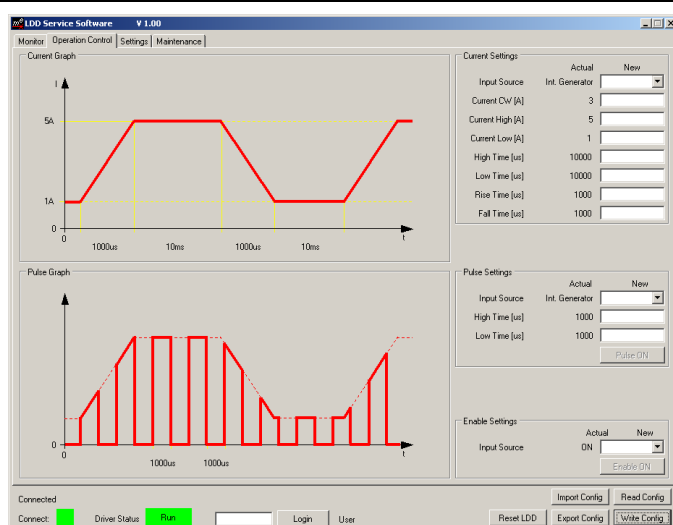 LDD Service Software V 1.00
Monitor Operation Control Settings Maintenance
Current Graph
I
5A
1A
0
0 1000us 10ms 1000us 10ms t
Current Settings
Actual New
Input Source Int. Generator
Current CW [A] 3
Current High [A] 5
Current Low [A] 1
High Time [us] 10000
Low Time [us] 10000
Rise Time [us] 1000
Fall Time [us] 1000
Pulse Graph
0
0 1000us 1000us t
Pulse Settings
Actual New
Input Source Int. Generator
High Time [us] 1000
Low Time [us] 1000
Pulse ON
Enable Settings
Actual New
Input Source ON
Enable ON
Connected
Import Config Read Config
Connect: Driver Status Run Login User Reset LDD Export Config Write Config